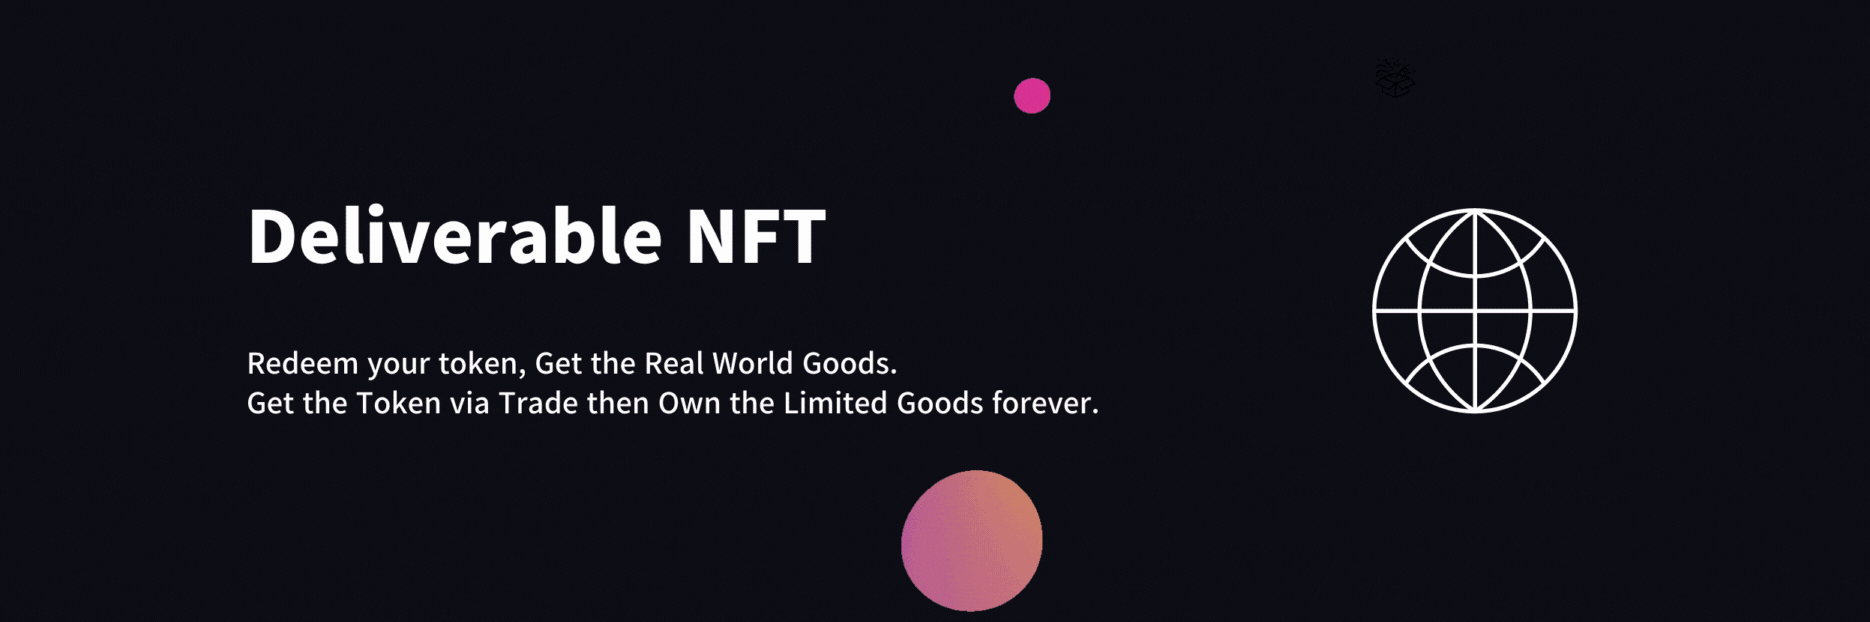 Deliverable NFT
Redeem your token, Get the Real World Goods.
Get the Token via Trade then Own the Limited Goods forever.